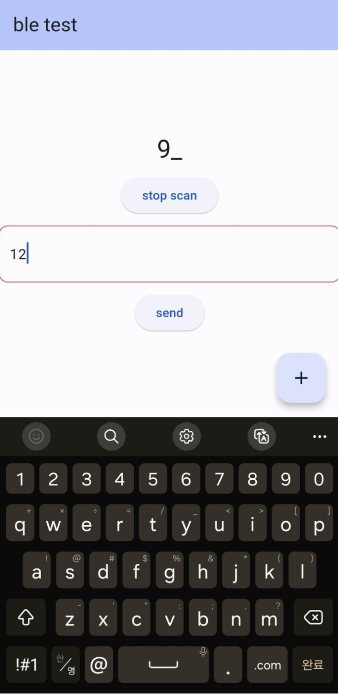 ble test
9_
stop scan
12
send
+
1 2 3 4 5 6 7 8 9 0
q w e r t y u i o p
a s d f g h j k l
z x c v b n m
!#1 한/영 @ . .com 완료